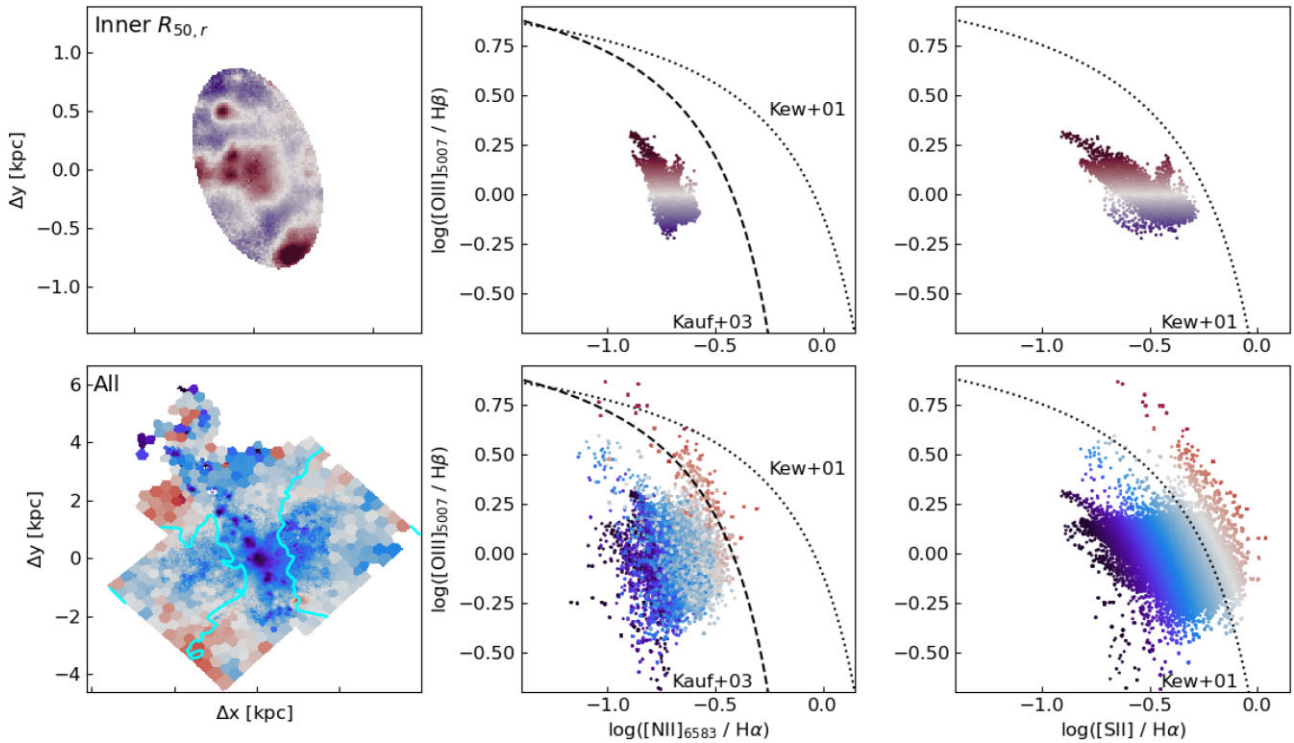 Inner R50,r
1.0
0.5
0.0
−0.5
−1.0
Δy [kpc]
0.75
0.50
0.25
0.00
−0.25
−0.50
log([OIII]5007 / Hβ)
Kew+01
Kauf+03
−1.0 −0.5 0.0
0.75
0.50
0.25
0.00
−0.25
−0.50
Kew+01
−1.0 −0.5 0.0
All
6
4
2
0
−2
−4
Δy [kpc]
Δx [kpc]
0.75
0.50
0.25
0.00
−0.25
−0.50
log([OIII]5007 / Hβ)
Kew+01
Kauf+03
−1.0 −0.5 0.0
log([NII]6583 / Hα)
0.75
0.50
0.25
0.00
−0.25
−0.50
Kew+01
−1.0 −0.5 0.0
log([SII] / Hα)